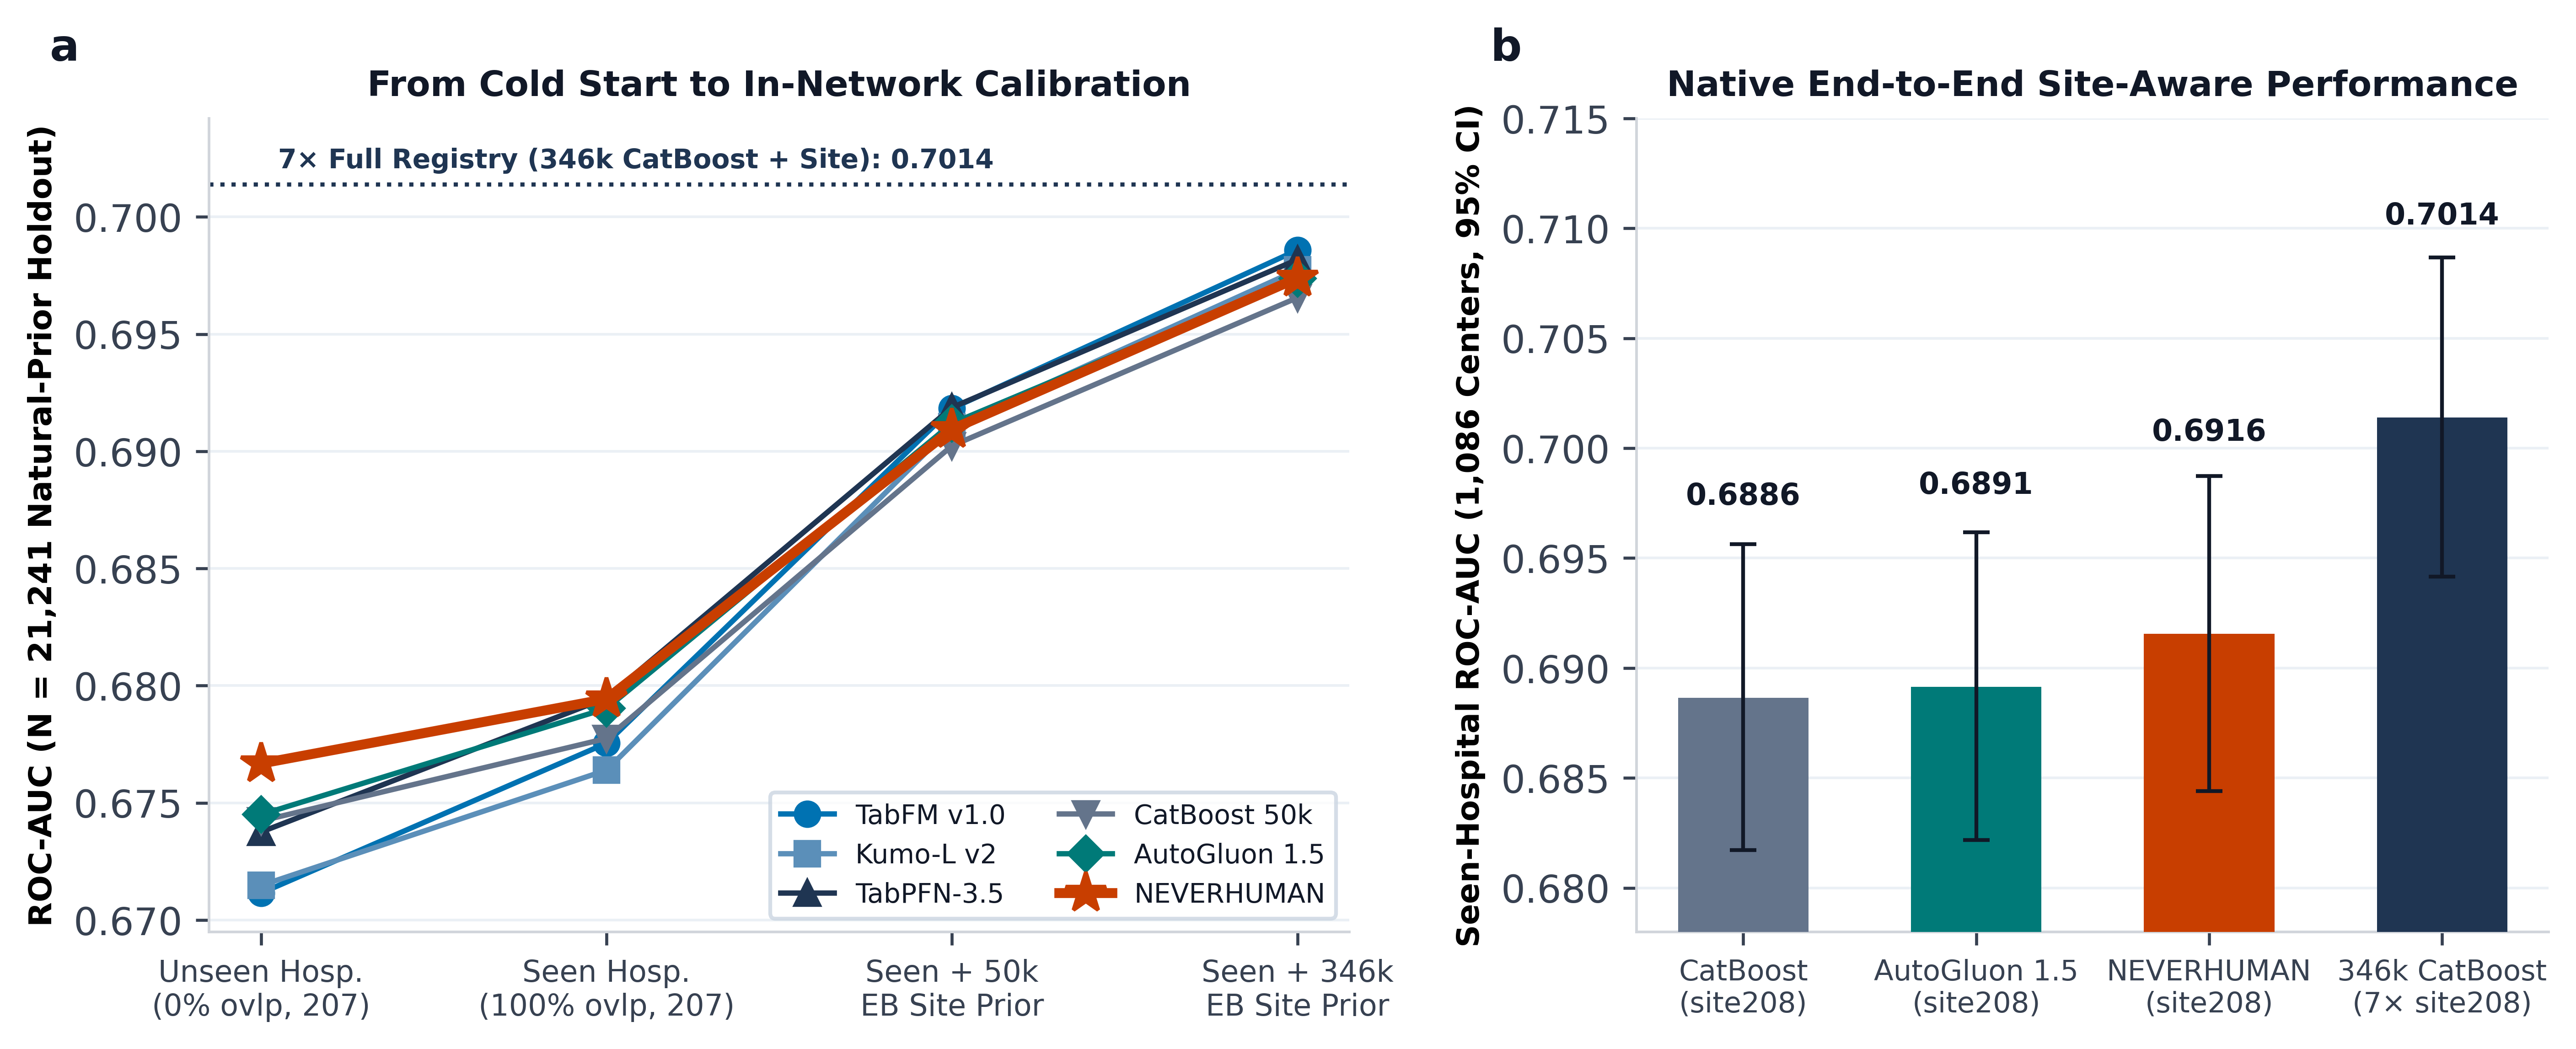 a
From Cold Start to In-Network Calibration
ROC-AUC (N = 21,241 Natural-Prior Holdout)
7× Full Registry (346k CatBoost + Site): 0.7014
0.700
0.695
0.690
0.685
0.680
0.675
0.670
TabFM v1.0
Kumo-L v2
TabPFN-3.5
CatBoost 50k
AutoGluon 1.5
NEVERHUMAN
Unseen Hosp.
(0% ovlp, 207)
Seen Hosp.
(100% ovlp, 207)
Seen + 50k
EB Site Prior
Seen + 346k
EB Site Prior
b
Native End-to-End Site-Aware Performance
Seen-Hospital ROC-AUC (1,086 Centers, 95% CI)
0.715
0.710
0.705
0.700
0.695
0.690
0.685
0.680
0.6886
0.6891
0.6916
0.7014
CatBoost
(site208)
AutoGluon 1.5
(site208)
NEVERHUMAN
(site208)
346k CatBoost
(7× site208)